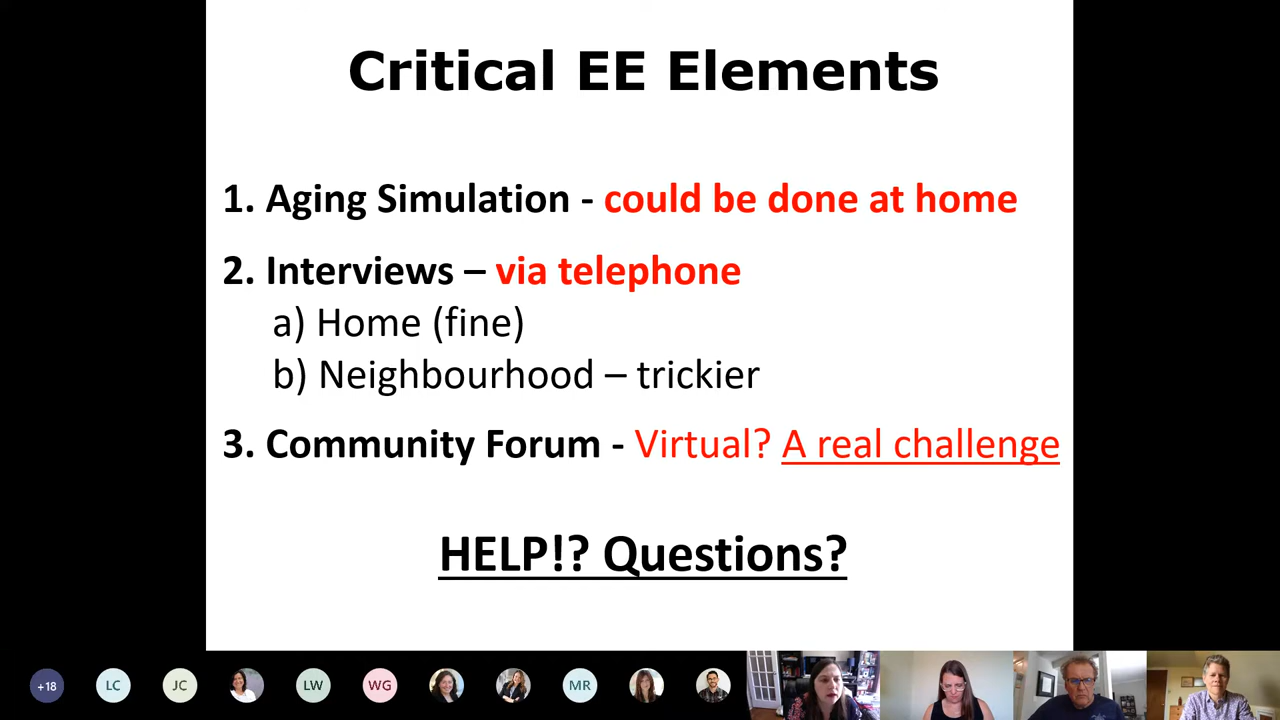 Critical EE Elements
1. Aging Simulation - could be done at home
2. Interviews – via telephone
a) Home (fine)
b) Neighbourhood – trickier
3. Community Forum - Virtual? A real challenge
HELP!? Questions?
+18 LC JC LW WG MR